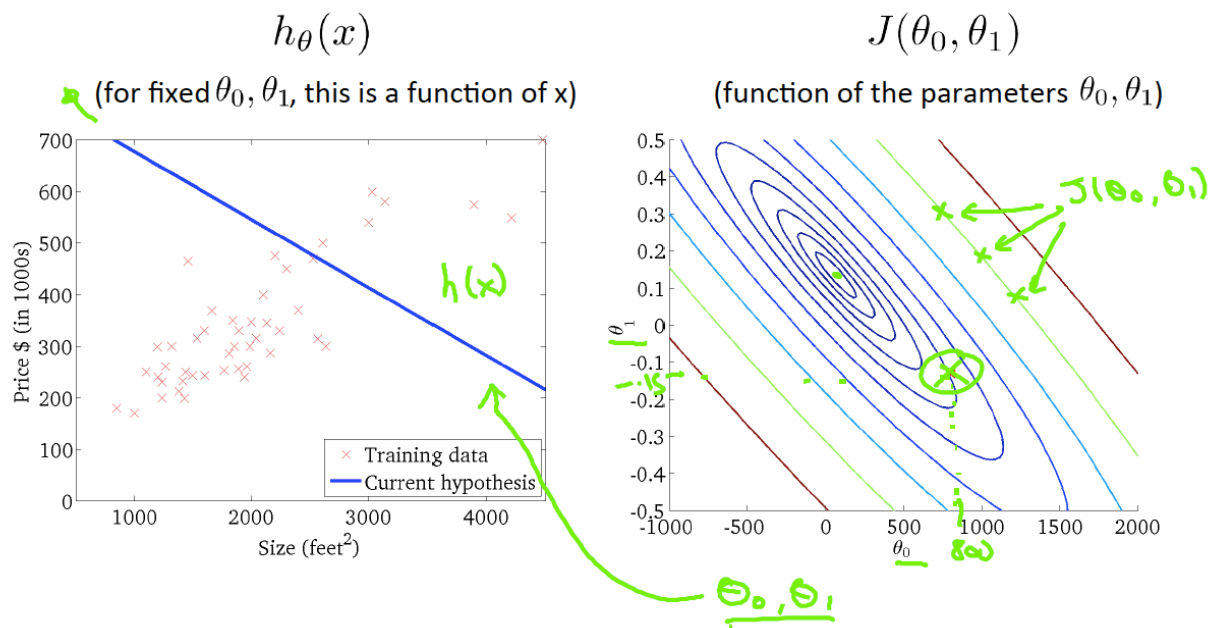 hθ(x)
(for fixed θ0, θ1, this is a function of x)
Price $ (in 1000s)
700
600
500
400
300
200
100
0
h(x)
Training data
Current hypothesis
1000
2000
3000
4000
Size (feet²)
J(θ0, θ1)
(function of the parameters θ0, θ1)
θ1
0.5
0.4
0.3
0.2
0.1
0
-0.1
-.15
-0.2
-0.3
-0.4
-0.5
J(θ0, θ1)
-1000
-500
0
500
1000
1500
2000
θ0
800
θ0, θ1